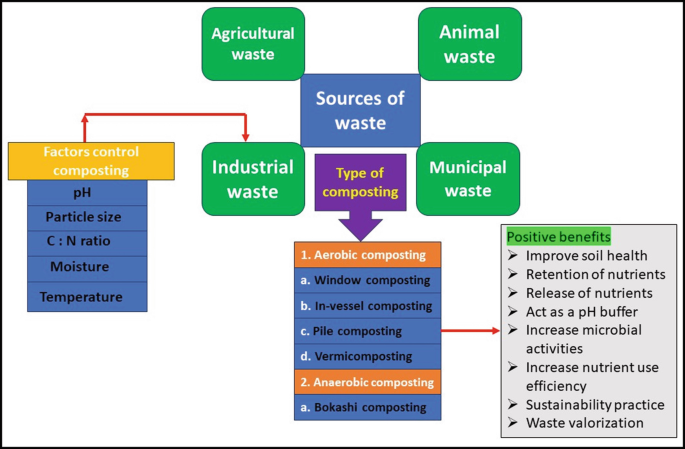 Agricultural
waste
Animal
waste
Sources of
waste
Industrial
waste
Municipal
waste
Factors control
composting
pH
Particle size
C : N ratio
Moisture
Temperature
Type of
composting
1. Aerobic composting
a. Window composting
b. In-vessel composting
c. Pile composting
d. Vermicomposting
2. Anaerobic composting
a. Bokashi composting
Positive benefits
➤ Improve soil health
➤ Retention of nutrients
➤ Release of nutrients
➤ Act as a pH buffer
➤ Increase microbial
activities
➤ Increase nutrient use
efficiency
➤ Sustainability practice
➤ Waste valorization